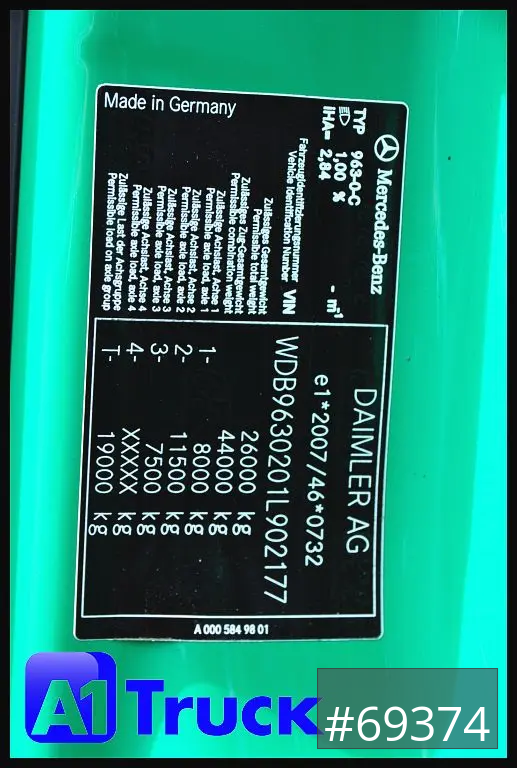 Made in Germany
Mercedes-Benz
TYP 963-0-C
1,00 %
IHA= 2,84 - m⁻¹
DAIMLER AG
e1*2007/46*0732
Fahrzeugidentifizierungsnummer
Vehicle Identification Number VIN WDB9630201L902177
Zulässiges Gesamtgewicht
Permissible total weight 26000 kg
Zulässiges Zug-Gesamtgewicht
Permissible combination weight 44000 kg
Zulässige Achslast, Achse 1
Permissible axle load, axle 1 1- 8000 kg
Zulässige Achslast, Achse 2
Permissible axle load, axle 2 2- 11500 kg
Zulässige Achslast, Achse 3
Permissible axle load, axle 3 3- 7500 kg
Zulässige Achslast, Achse 4
Permissible axle load, axle 4 4- XXXXX kg
Zulässige Last der Achsgruppe
Permissible load on axle group T- 19000 kg
A 000 584 98 01
A1 Truck
#69374